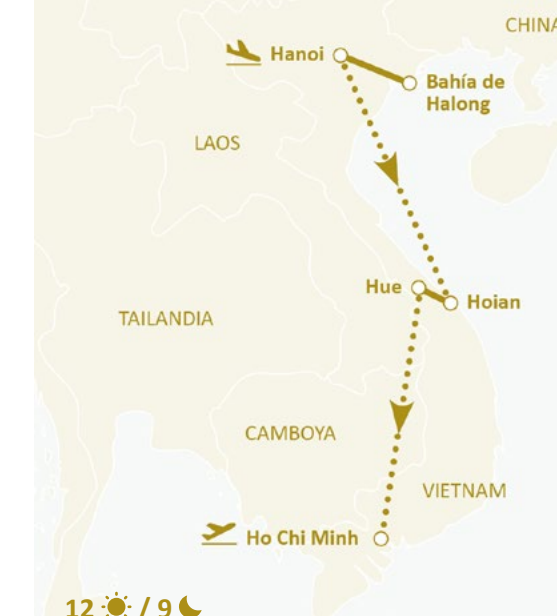 CHINA
Hanoi
Bahía de
Halong
LAOS
Hue
Hoian
TAILANDIA
CAMBOYA
VIETNAM
Ho Chi Minh
12 / 9